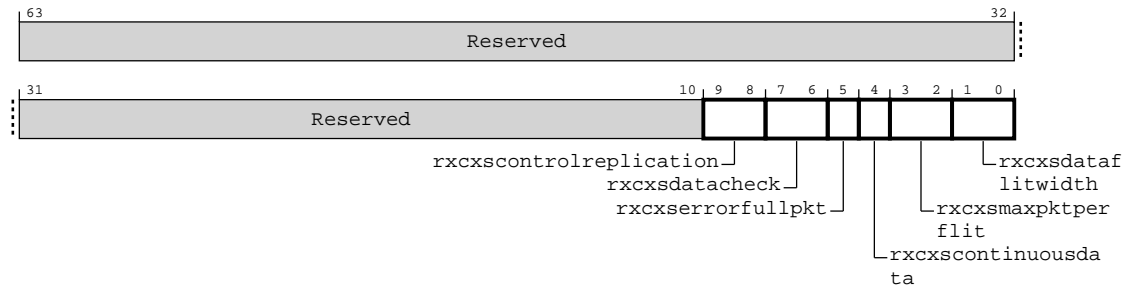 63 32
Reserved
31 10 9 8 7 6 5 4 3 2 1 0
Reserved
rxcxscontrolreplication
rxcxsdataf
litwidth
rxcxsdatacheck
rxcxserrorfullpkt
rxcxsmaxpktper
flit
rxcxscontinuousda
ta